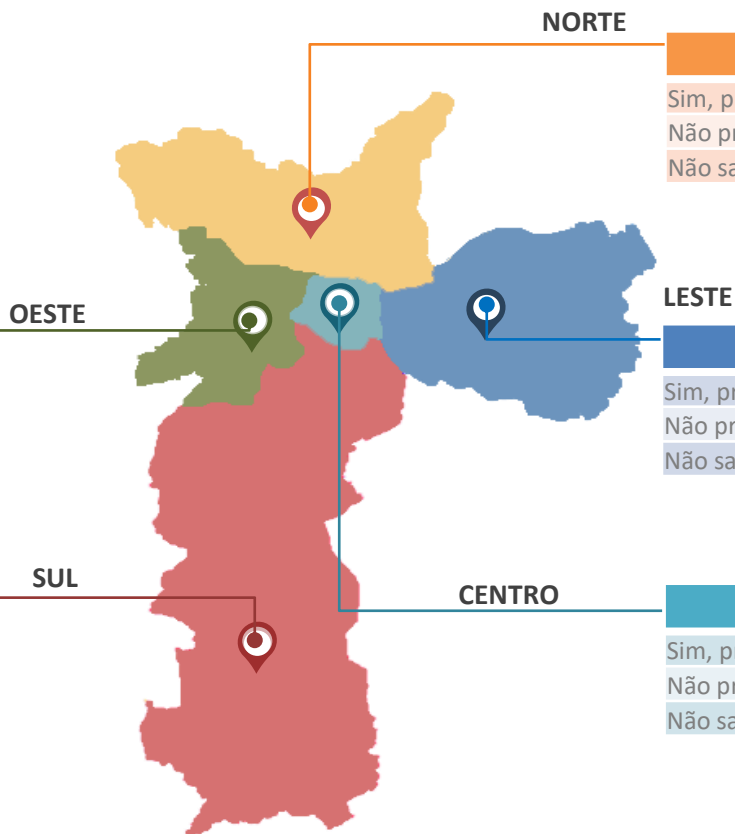 NORTE
Sim, p
Não pr
Não sa
OESTE
LESTE
Sim, pr
Não pr
Não sa
SUL
CENTRO
Sim, p
Não pr
Não sa